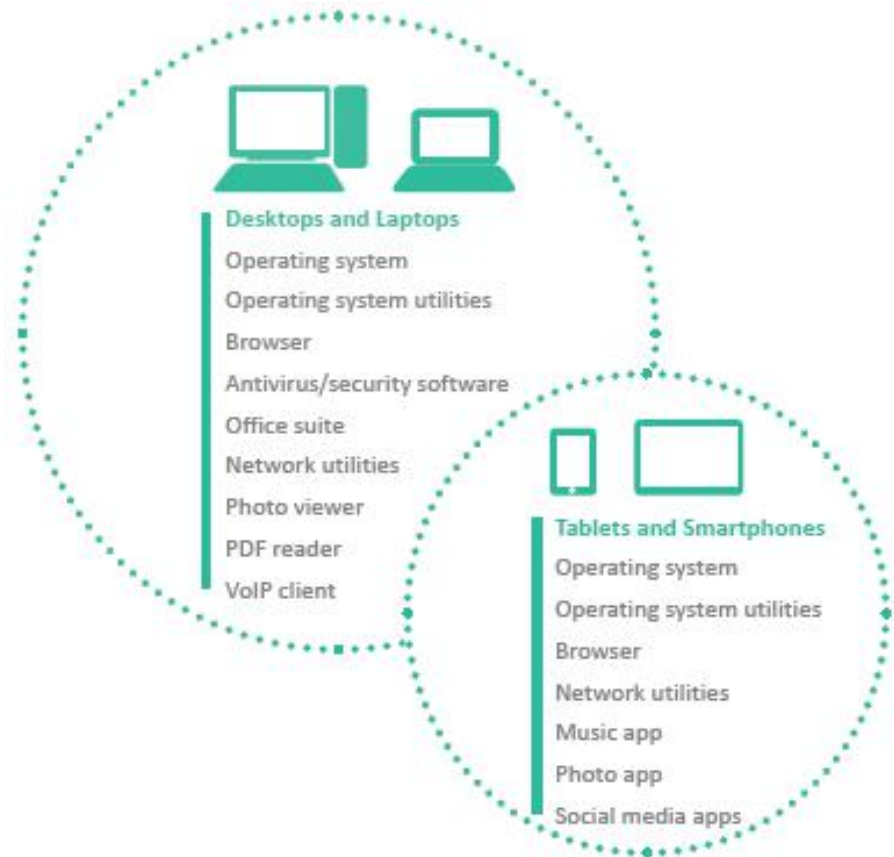 Desktops and Laptops
Operating system
Operating system utilities
Browser
Antivirus/security software
Office suite
Network utilities
Photo viewer
PDF reader
VoIP client
Tablets and Smartphones
Operating system
Operating system utilities
Browser
Network utilities
Music app
Photo app
Social media apps